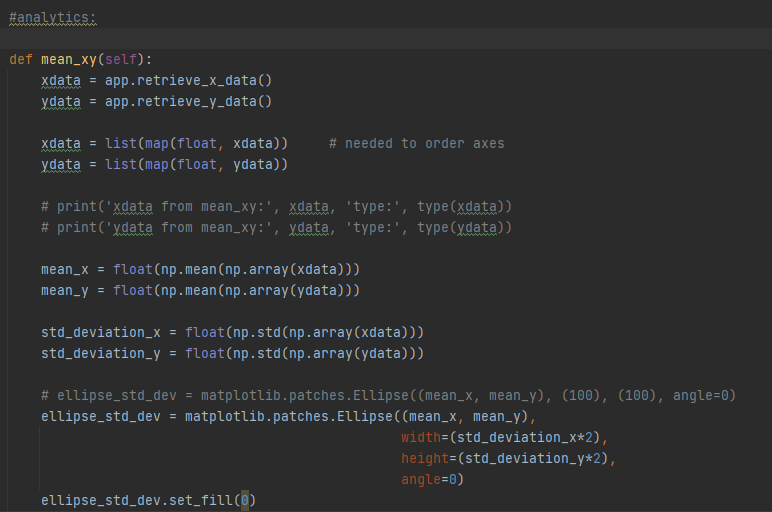 #analytics:
def mean_xy(self):
    xdata = app.retrieve_x_data()
    ydata = app.retrieve_y_data()
    xdata = list(map(float, xdata))     # needed to order axes
    ydata = list(map(float, ydata))
    # print('xdata from mean_xy:', xdata, 'type:', type(xdata))
    # print('ydata from mean_xy:', ydata, 'type:', type(ydata))
    mean_x = float(np.mean(np.array(xdata)))
    mean_y = float(np.mean(np.array(ydata)))
    std_deviation_x = float(np.std(np.array(xdata)))
    std_deviation_y = float(np.std(np.array(ydata)))
    # ellipse_std_dev = matplotlib.patches.Ellipse((mean_x, mean_y), (100), (100), angle=0)
    ellipse_std_dev = matplotlib.patches.Ellipse((mean_x, mean_y),
                                                 width=(std_deviation_x*2),
                                                 height=(std_deviation_y*2),
                                                 angle=0)
    ellipse_std_dev.set_fill(0)